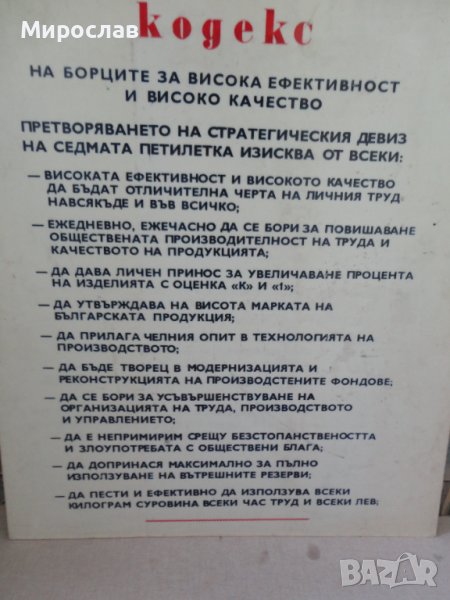 Мирослав
кодекс
НА БОРЦИТЕ ЗА ВИСОКА ЕФЕКТИВНОСТ
И ВИСОКО КАЧЕСТВО
ПРЕТВОРЯВАНЕТО НА СТРАТЕГИЧЕСКИЯ ДЕВИЗ
НА СЕДМАТА ПЕТИЛЕТКА ИЗИСКВА ОТ ВСЕКИ:
— ВИСОКАТА ЕФЕКТИВНОСТ И ВИСОКОТО КАЧЕСТВО
ДА БЪДАТ ОТЛИЧИТЕЛНА ЧЕРТА НА ЛИЧНИЯ ТРУД
НАВСЯКЪДЕ И ВЪВ ВСИЧКО;
— ЕЖЕДНЕВНО, ЕЖЕЧАСНО ДА СЕ БОРИ ЗА ПОВИШАВАНЕ
ОБЩЕСТВЕНАТА ПРОИЗВОДИТЕЛНОСТ НА ТРУДА И
КАЧЕСТВОТО НА ПРОДУКЦИЯТА;
— ДА ДАВА ЛИЧЕН ПРИНОС ЗА УВЕЛИЧАВАНЕ ПРОЦЕНТА
НА ИЗДЕЛИЯТА С ОЦЕНКА «К» И «1»;
— ДА УТВЪРЖДАВА НА ВИСОТА МАРКАТА НА
БЪЛГАРСКАТА ПРОДУКЦИЯ;
— ДА ПРИЛАГА ЧЕЛНИЯ ОПИТ В ТЕХНОЛОГИЯТА НА
ПРОИЗВОДСТВОТО;
— ДА БЪДЕ ТВОРЕЦ В МОДЕРНИЗАЦИЯТА И
РЕКОНСТРУКЦИЯТА НА ПРОИЗВОДСТЕНИТЕ ФОНДОВЕ;
— ДА СЕ БОРИ ЗА УСЪВЪРШЕНСТВУВАНЕ НА
ОРГАНИЗАЦИЯТА НА ТРУДА, ПРОИЗВОДСТВОТО
И УПРАВЛЕНИЕТО;
— ДА Е НЕПРИМИРИМ СРЕЩУ БЕЗСТОПАНСТВЕНОСТТА
И ЗЛОУПОТРЕБАТА С ОБЩЕСТВЕНИ БЛАГА;
— ДА ДОПРИНАСЯ МАКСИМАЛНО ЗА ПЪЛНО
ИЗПОЛЗУВАНЕ НА ВЪТРЕШНИТЕ РЕЗЕРВИ;
— ДА ПЕСТИ И ЕФЕКТИВНО ДА ИЗПОЛЗУВА ВСЕКИ
КИЛОГРАМ СУРОВИНА ВСЕКИ ЧАС ТРУД И ВСЕКИ ЛЕВ;
BAZAR